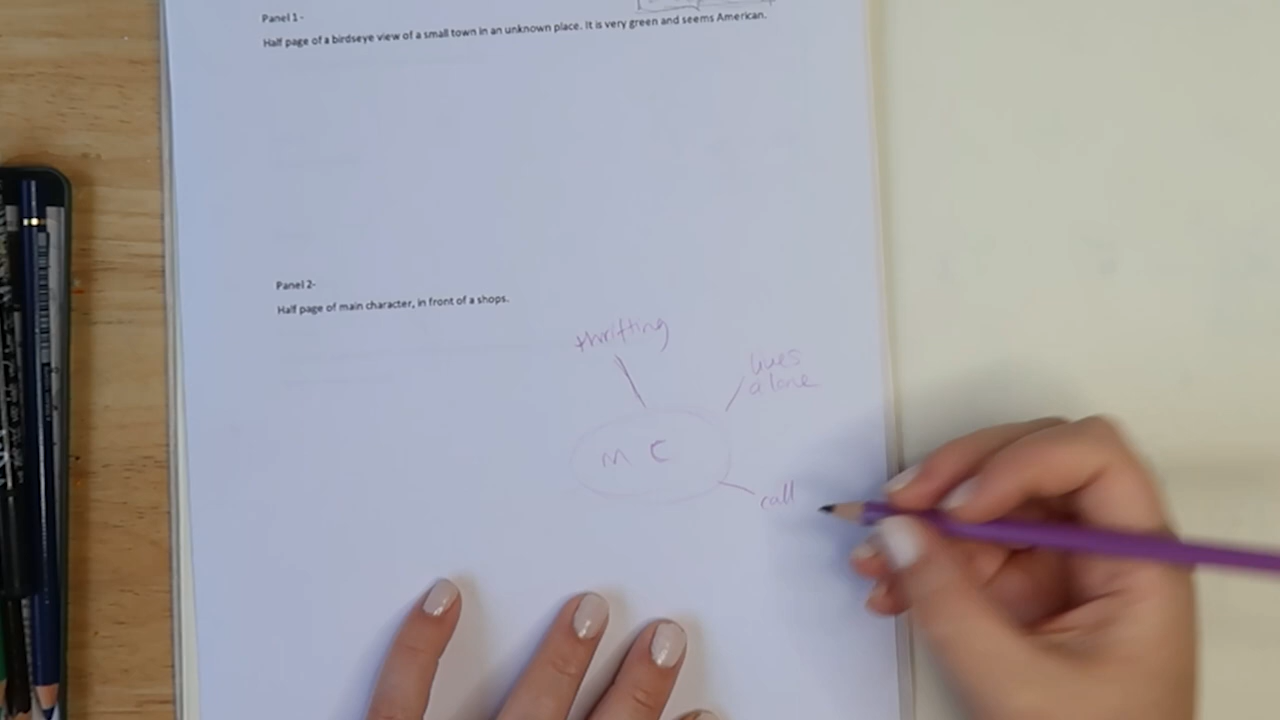 Panel 1 -
Half page of a birdseye view of a small town in an unknown place. It is very green and seems American.
Panel 2-
Half page of main character, in front of a shops.
thrifting
lives
alone
M C
call